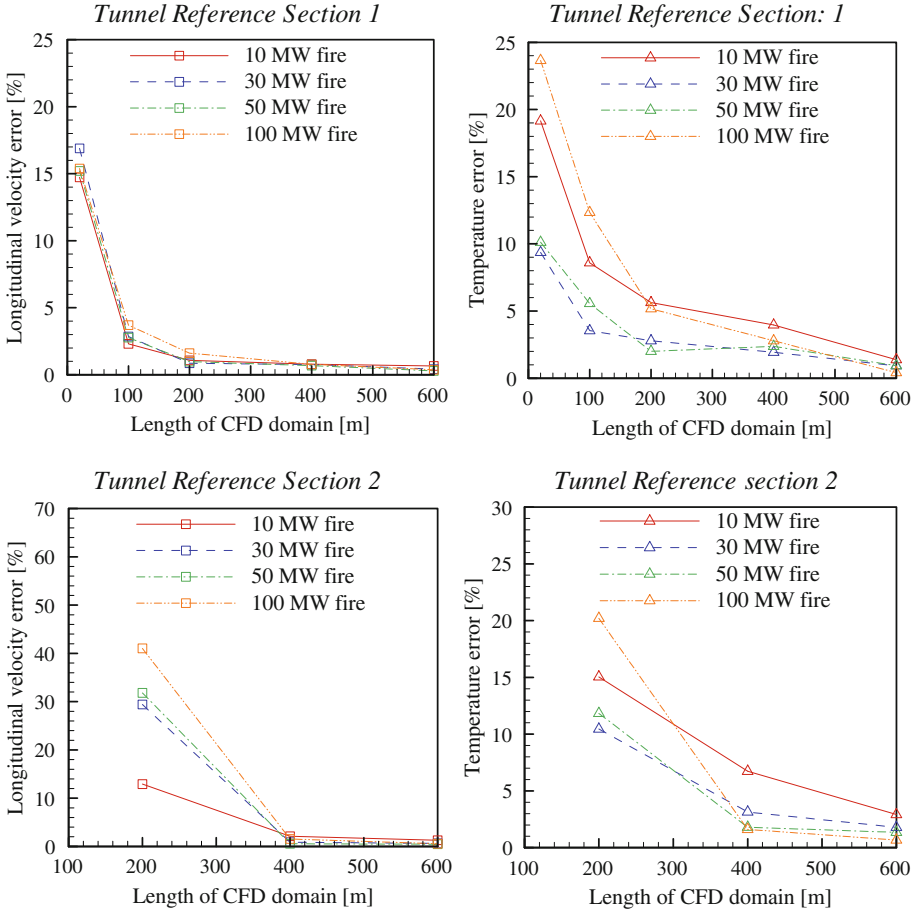 Tunnel Reference Section 1
Longitudinal velocity error [%]
25
20
15
10
5
0
10 MW fire
30 MW fire
50 MW fire
100 MW fire
0 100 200 300 400 500 600
Length of CFD domain [m]
Tunnel Reference Section: 1
Temperature error [%]
25
20
15
10
5
0
10 MW fire
30 MW fire
50 MW fire
100 MW fire
0 100 200 300 400 500 600
Length of CFD domain [m]
Tunnel Reference Section 2
Longitudinal velocity error [%]
70
60
50
40
30
20
10
0
10 MW fire
30 MW fire
50 MW fire
100 MW fire
100 200 300 400 500 600
Length of CFD domain [m]
Tunnel Reference section 2
Temperature error [%]
30
25
20
15
10
5
0
10 MW fire
30 MW fire
50 MW fire
100 MW fire
100 200 300 400 500 600
Length of CFD domain [m]